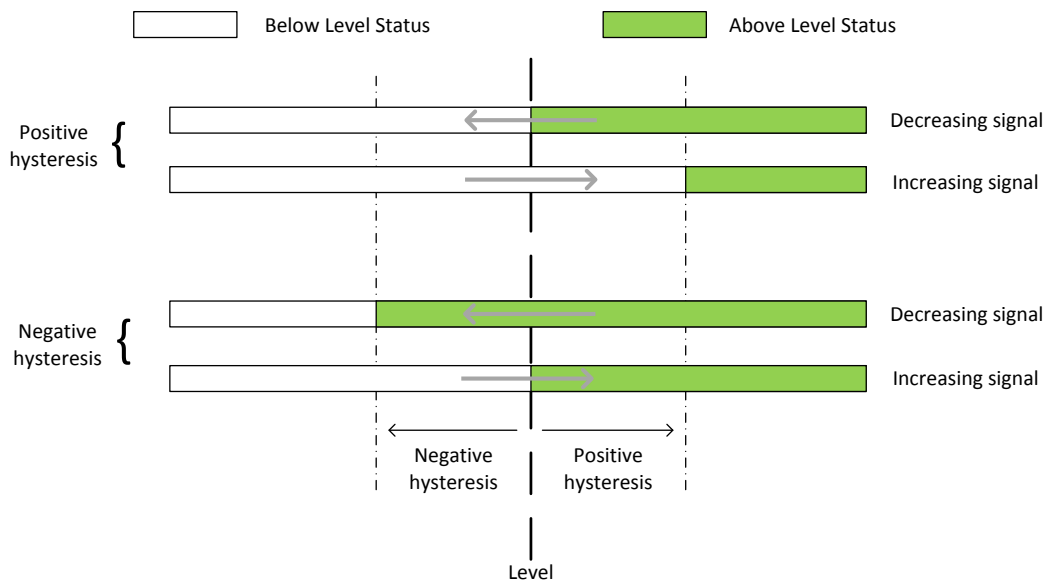 Below Level Status
Above Level Status
Positive
hysteresis
{
Decreasing signal
Increasing signal
Negative
hysteresis
{
Decreasing signal
Increasing signal
Negative
hysteresis
Positive
hysteresis
Level